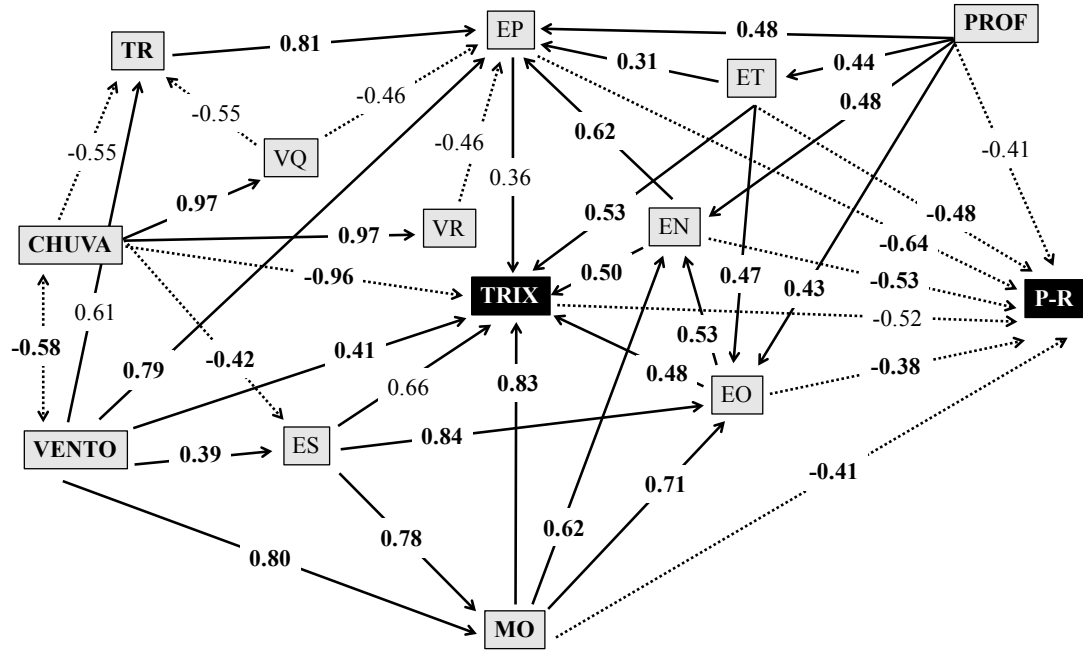 EP
PROF
TR
0.81
0.48
0.31
ET
0.44
-0.46
-0.55
0.48
-0.55
VQ
-0.46
0.62
-0.41
0.36
0.97
VR
0.53
EN
-0.48
CHUVA
0.97
-0.64
-0.96
0.50
0.47
-0.53
0.43
TRIX
P-R
0.61
-0.52
-0.58
0.79
-0.42
0.41
0.53
0.66
0.83
0.48
-0.38
EO
VENTO
0.39
ES
0.84
-0.41
0.71
0.62
0.78
0.80
MO